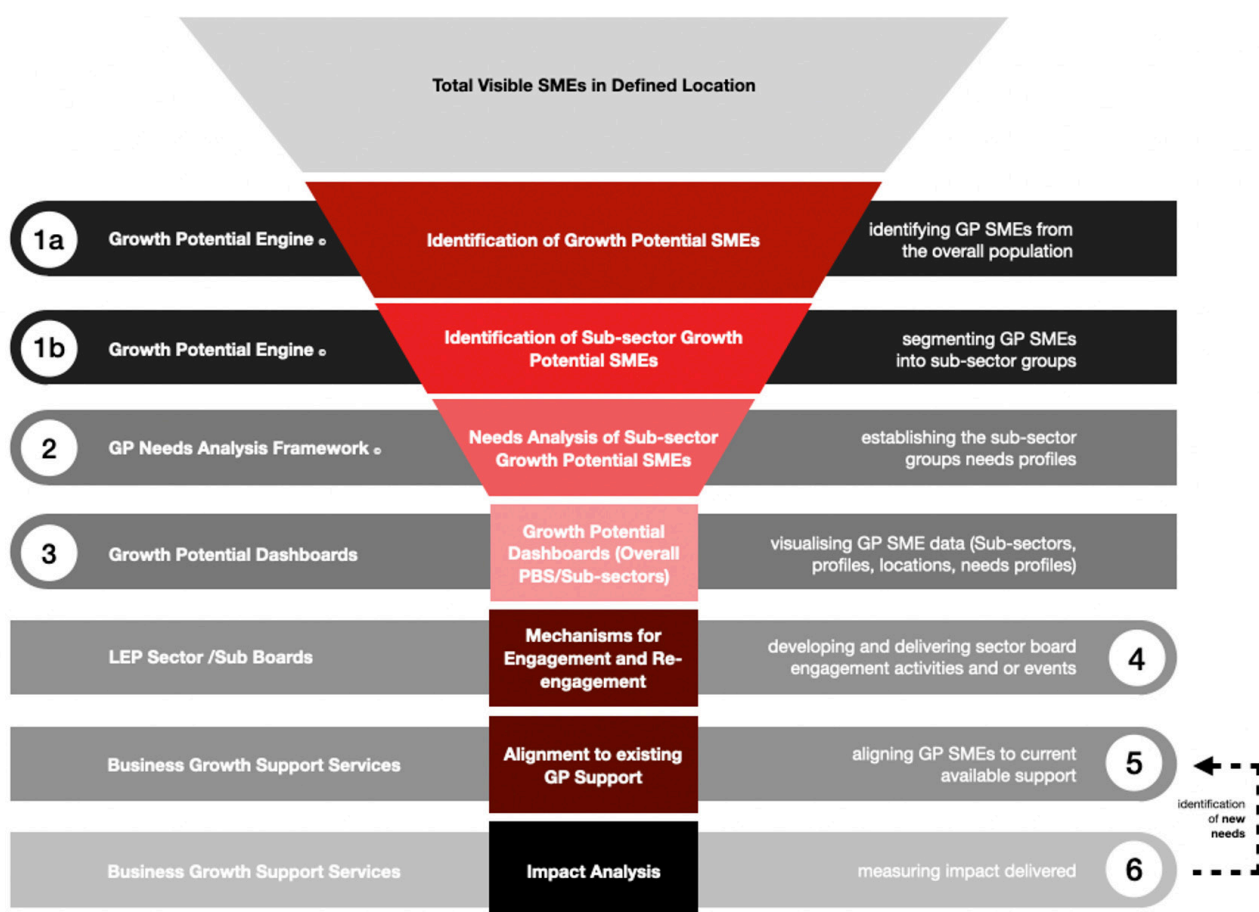 Total Visible SMEs in Defined Location
1a
Growth Potential Engine ©
Identification of Growth Potential SMEs
identifying GP SMEs from
the overall population
1b
Growth Potential Engine ©
Identification of Sub-sector Growth
Potential SMEs
segmenting GP SMEs
into sub-sector groups
2
GP Needs Analysis Framework ©
Needs Analysis of Sub-sector
Growth Potential SMEs
establishing the sub-sector
groups needs profiles
3
Growth Potential Dashboards
Growth Potential
Dashboards (Overall
PBS/Sub-sectors)
visualising GP SME data (Sub-sectors,
profiles, locations, needs profiles)
LEP Sector /Sub Boards
Mechanisms for
Engagement and Re-
engagement
developing and delivering sector board
engagement activities and or events
4
Business Growth Support Services
Alignment to existing
GP Support
aligning GP SMEs to current
available support
5
identification
of new
needs
Business Growth Support Services
Impact Analysis
measuring impact delivered
6